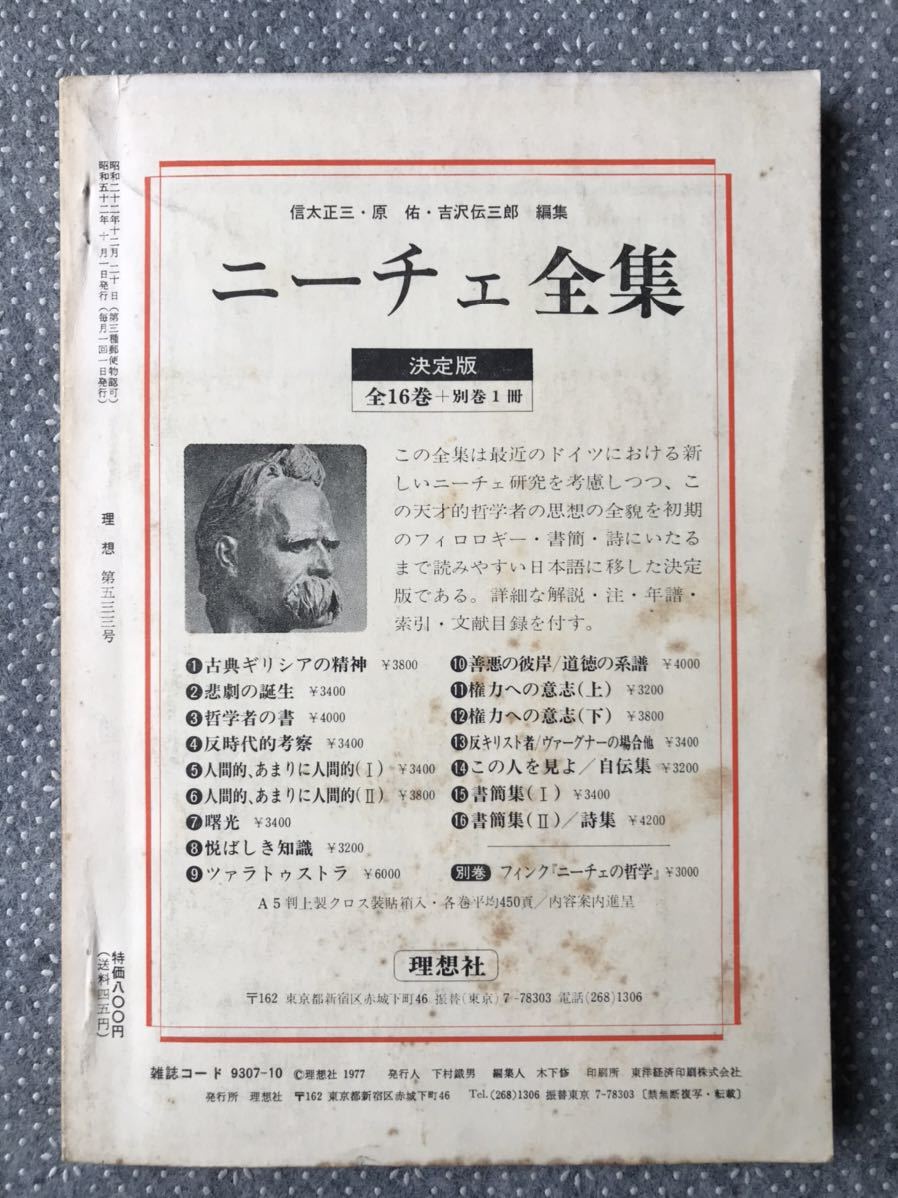 昭和二十二年十二月二十日(第三種郵便物認可)
昭和五十二年十月一日発行(毎月一回一日発行)
理想 第五三三号
特価八〇〇円
(送料四五円)
信太正三・原 佑・吉沢伝三郎 編集
ニーチェ全集
決定版
全16巻+別巻1冊
この全集は最近のドイツにおける新
しいニーチェ研究を考慮しつつ、こ
の天才的哲学者の思想の全貌を初期
のフィロロギー・書簡・詩にいたる
まで読みやすい日本語に移した決定
版である。詳細な解説・注・年譜・
索引・文献目録を付す。
❶古典ギリシアの精神 ¥3800
❷悲劇の誕生 ¥3400
❸哲学者の書 ¥4000
❹反時代的考察 ¥3400
❺人間的、あまりに人間的(Ⅰ) ¥3400
❻人間的、あまりに人間的(Ⅱ) ¥3800
❼曙光 ¥3400
❽悦ばしき知識 ¥3200
❾ツァラトゥストラ ¥6000
❿善悪の彼岸/道徳の系譜 ¥4000
⓫権力への意志(上) ¥3200
⓬権力への意志(下) ¥3800
⓭反キリスト者/ヴァーグナーの場合他 ¥3400
⓮この人を見よ/自伝集 ¥3200
⓯書簡集(Ⅰ) ¥3400
⓰書簡集(Ⅱ)/詩集 ¥4200
別巻 フィンク『ニーチェの哲学』¥3000
A5判上製クロス装貼箱入・各巻平均450頁/内容案内進呈
理想社
〒162 東京都新宿区赤城下町46 振替(東京)7-78303 電話(268)1306
雑誌コード 9307-10 ©理想社 1977 発行人 下村鉄男 編集人 木下修 印刷所 東洋経済印刷株式会社
発行所 理想社 〒162 東京都新宿区赤城下町46 Tel.(268)1306 振替東京 7-78303 〔禁無断複写・転載〕